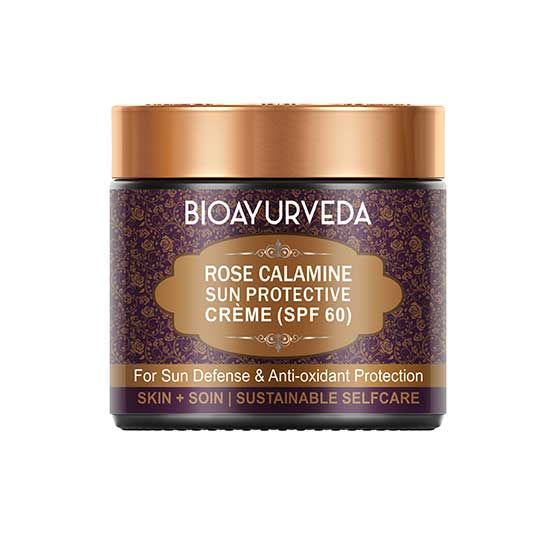 BIOAYURVEDA
ROSE CALAMINE
SUN PROTECTIVE
CRÈME (SPF 60)
For Sun Defense & Anti-oxidant Protection
SKIN + SOIN | SUSTAINABLE SELFCARE